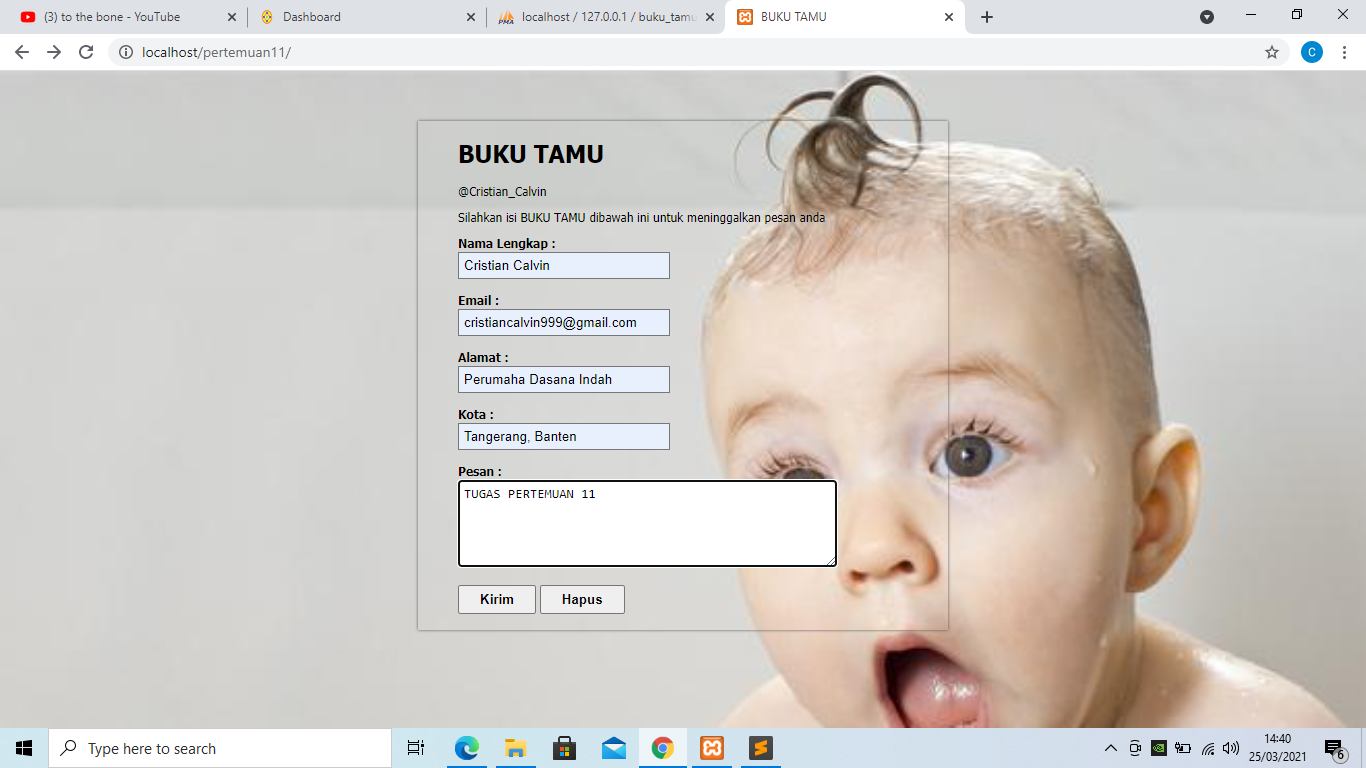 (3) to the bone - YouTube
Dashboard
localhost / 127.0.0.1 / buku_tamu
BUKU TAMU
localhost/pertemuan11/
C
BUKU TAMU
@Cristian_Calvin
Silahkan isi BUKU TAMU dibawah ini untuk meninggalkan pesan anda
Nama Lengkap :
Cristian Calvin
Email :
cristiancalvin999@gmail.com
Alamat :
Perumaha Dasana Indah
Kota :
Tangerang, Banten
Pesan :
TUGAS PERTEMUAN 11
Kirim Hapus
Type here to search
14:40
25/03/2021
6